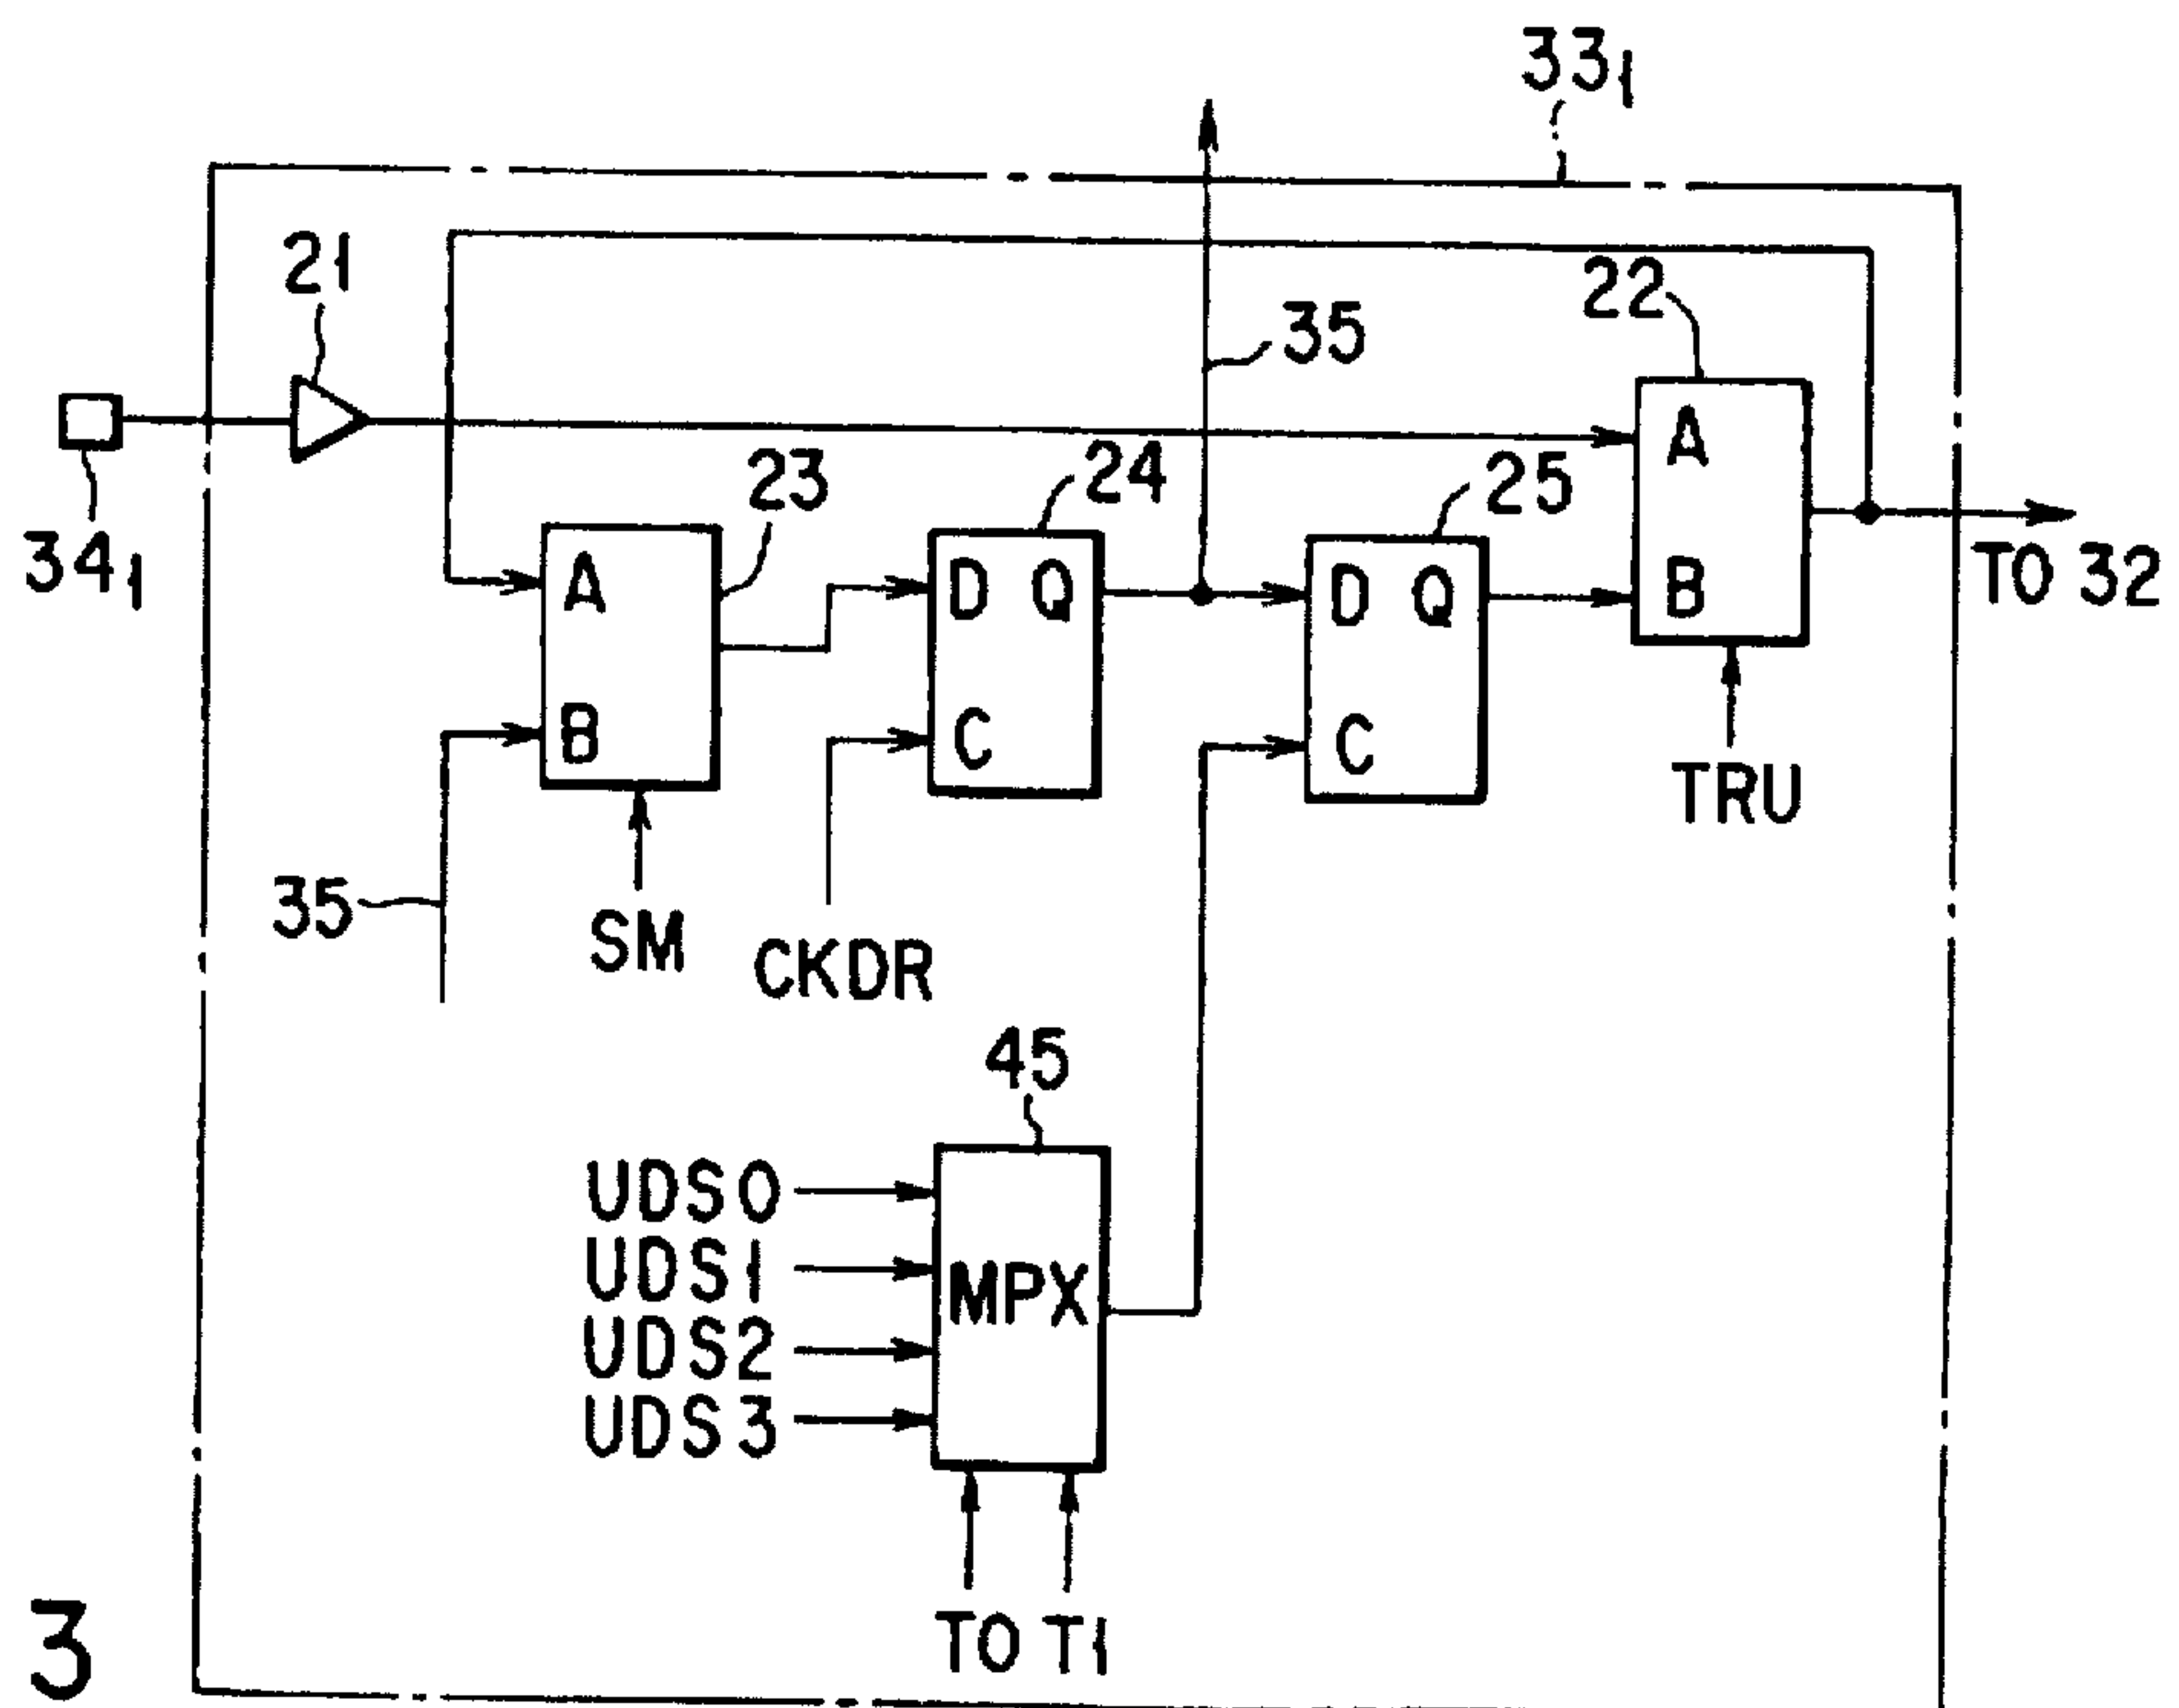 33₁
21
22
35
34₁
23
24
25
A
B
TO 32
A
B
D Q
C
D Q
C
TRU
35
SM
CKDR
45
UDS0
UDS1
UDS2
UDS3
MPX
T0 T1
3